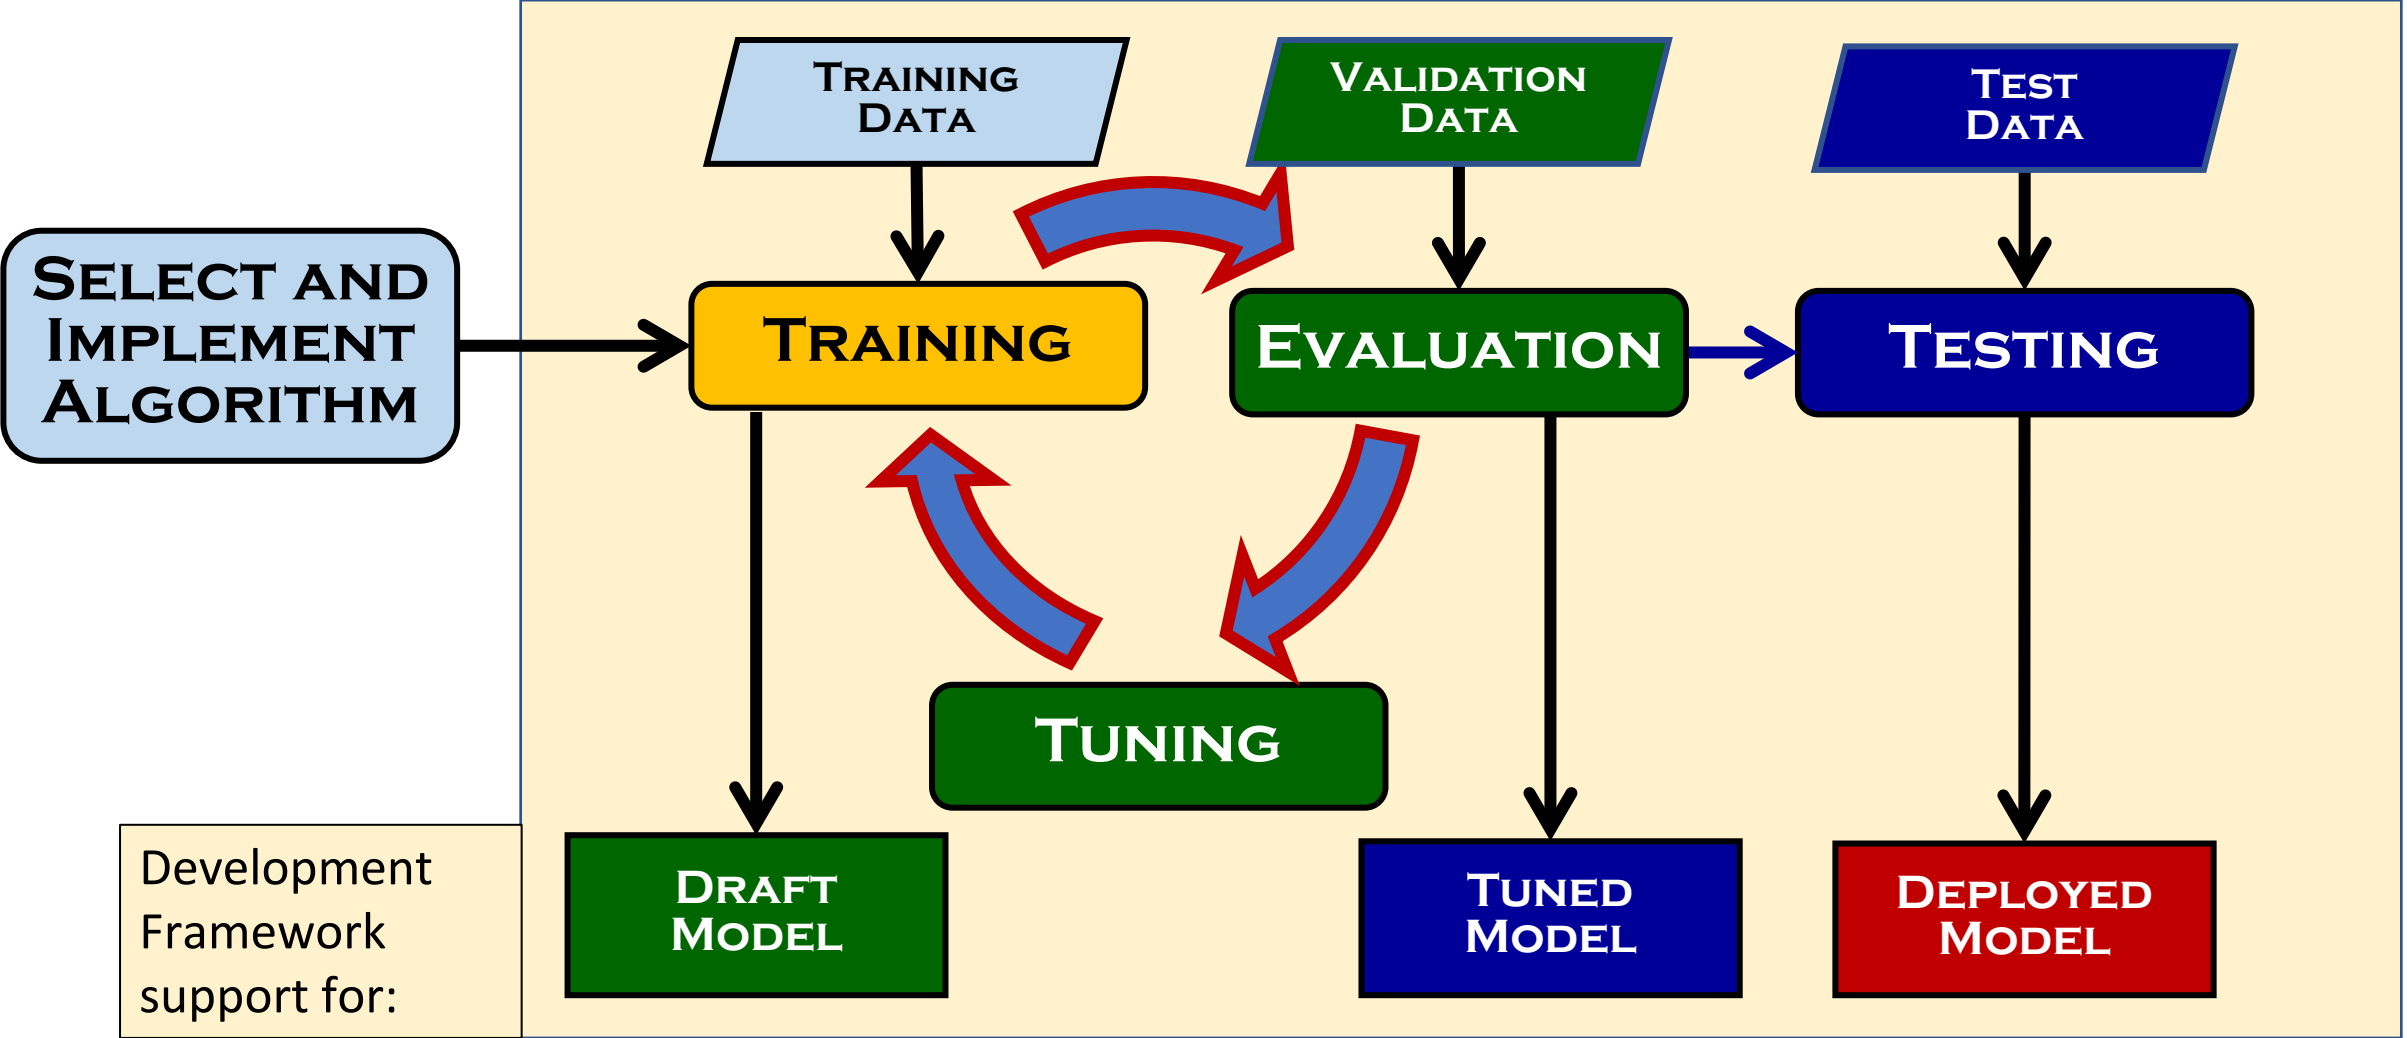 Training
Data
Validation
Data
Test
Data
Select and
Implement
Algorithm
Training
Evaluation
Testing
Tuning
Draft
Model
Tuned
Model
Deployed
Model
Development
Framework
support for: